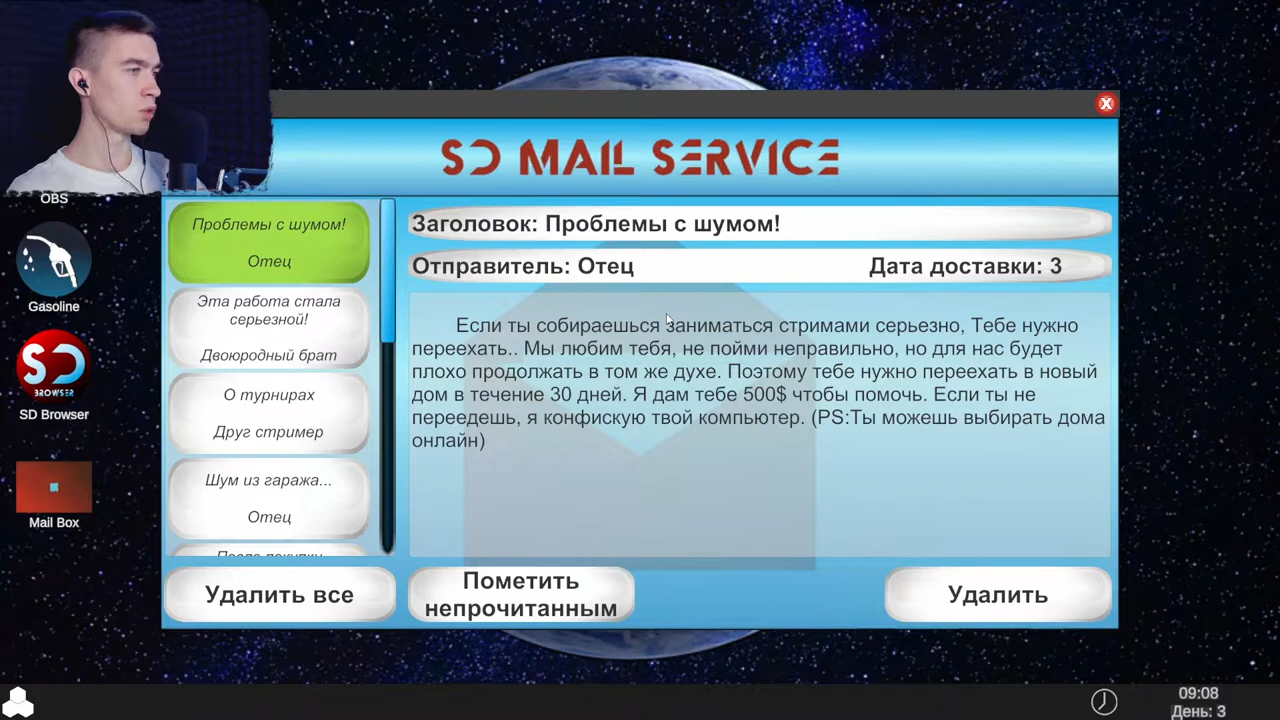 SD MAIL SERVICE
OBS
Gasoline
SD
BROWSER
SD Browser
Mail Box
Проблемы с шумом!
Отец
Эта работа стала
серьезной!
Двоюродный брат
О турнирах
Друг стример
Шум из гаража...
Отец
После покупки
Удалить все
Заголовок: Проблемы с шумом!
Отправитель: Отец
Дата доставки: 3
Если ты собираешься заниматься стримами серьезно, Тебе нужно
переехать.. Мы любим тебя, не пойми неправильно, но для нас будет
плохо продолжать в том же духе. Поэтому тебе нужно переехать в новый
дом в течение 30 дней. Я дам тебе 500$ чтобы помочь. Если ты не
переедешь, я конфискую твой компьютер. (PS:Ты можешь выбирать дома
онлайн)
Пометить
непрочитанным
Удалить
09:08
День: 3